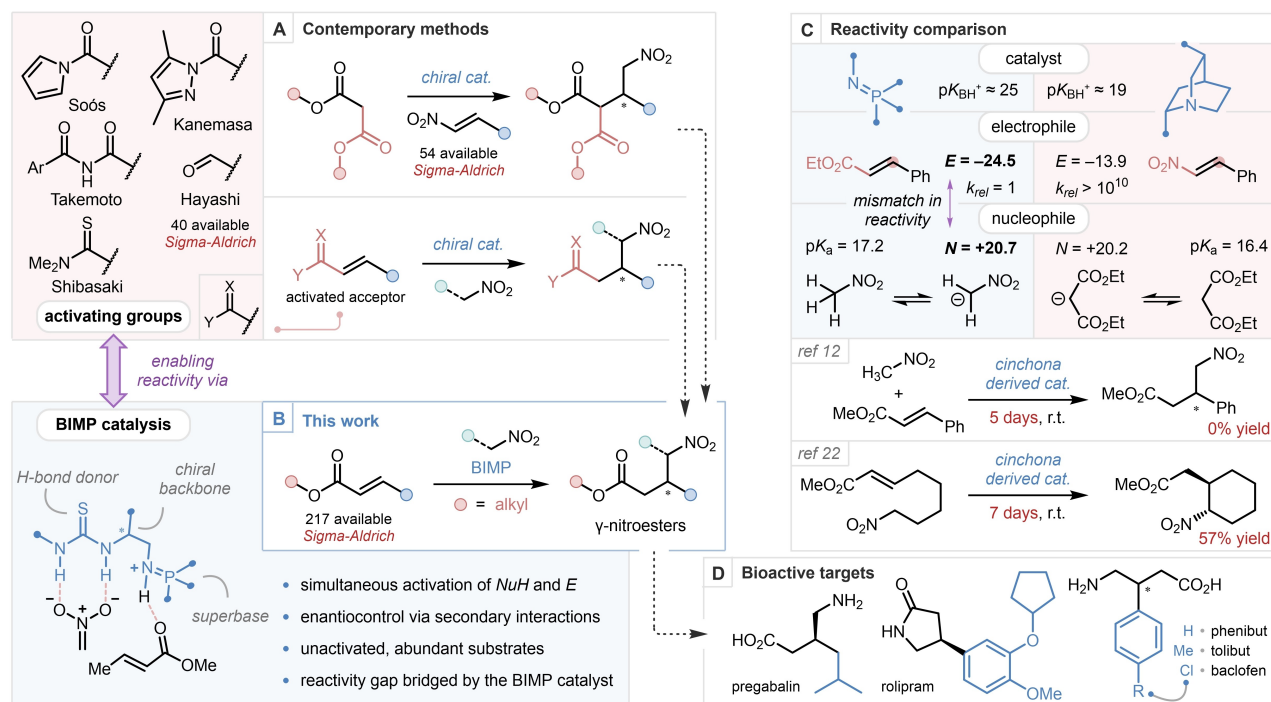 A Contemporary methods
O
N
Soós
O
N
N
Kanemasa
O
O
Ar
N
H
Takemoto
O
Hayashi
40 available
Sigma-Aldrich
S
Me₂N
Shibasaki
X
Y
activating groups
O
O
O
O
chiral cat.
O₂N
54 available
Sigma-Aldrich
NO₂
O
O
*
O
O
X
Y
activated acceptor
chiral cat.
NO₂
X
Y
NO₂
*
enabling
reactivity via
BIMP catalysis
H-bond donor
chiral
backbone
S
*
N
H
N
H
+N
P
H
superbase
– O
+
N
O –
O
Me
OMe
B This work
O
O
217 available
Sigma-Aldrich
NO₂
BIMP
= alkyl
O
O
NO₂
*
γ-nitroesters
• simultaneous activation of NuH and E
• enantiocontrol via secondary interactions
• unactivated, abundant substrates
• reactivity gap bridged by the BIMP catalyst
C Reactivity comparison
catalyst
N
P
pKBH⁺ ≈ 25
pKBH⁺ ≈ 19
N
electrophile
EtO₂C
Ph
E = –24.5
krel = 1
E = –13.9
krel > 10¹⁰
O₂N
Ph
mismatch in
reactivity
nucleophile
pKa = 17.2
N = +20.7
N = +20.2
pKa = 16.4
H
H
H
NO₂
H
⊖
H
NO₂
⊖
CO₂Et
CO₂Et
CO₂Et
CO₂Et
ref 12
H₃C
NO₂
+
MeO₂C
Ph
cinchona
derived cat.
5 days, r.t.
NO₂
MeO₂C
*
Ph
0% yield
ref 22
MeO₂C
O₂N
cinchona
derived cat.
7 days, r.t.
MeO₂C
O₂N
57% yield
D Bioactive targets
NH₂
HO₂C
pregabalin
O
HN
O
OMe
rolipram
H₂N
CO₂H
*
R
H • phenibut
Me • tolibut
Cl • baclofen